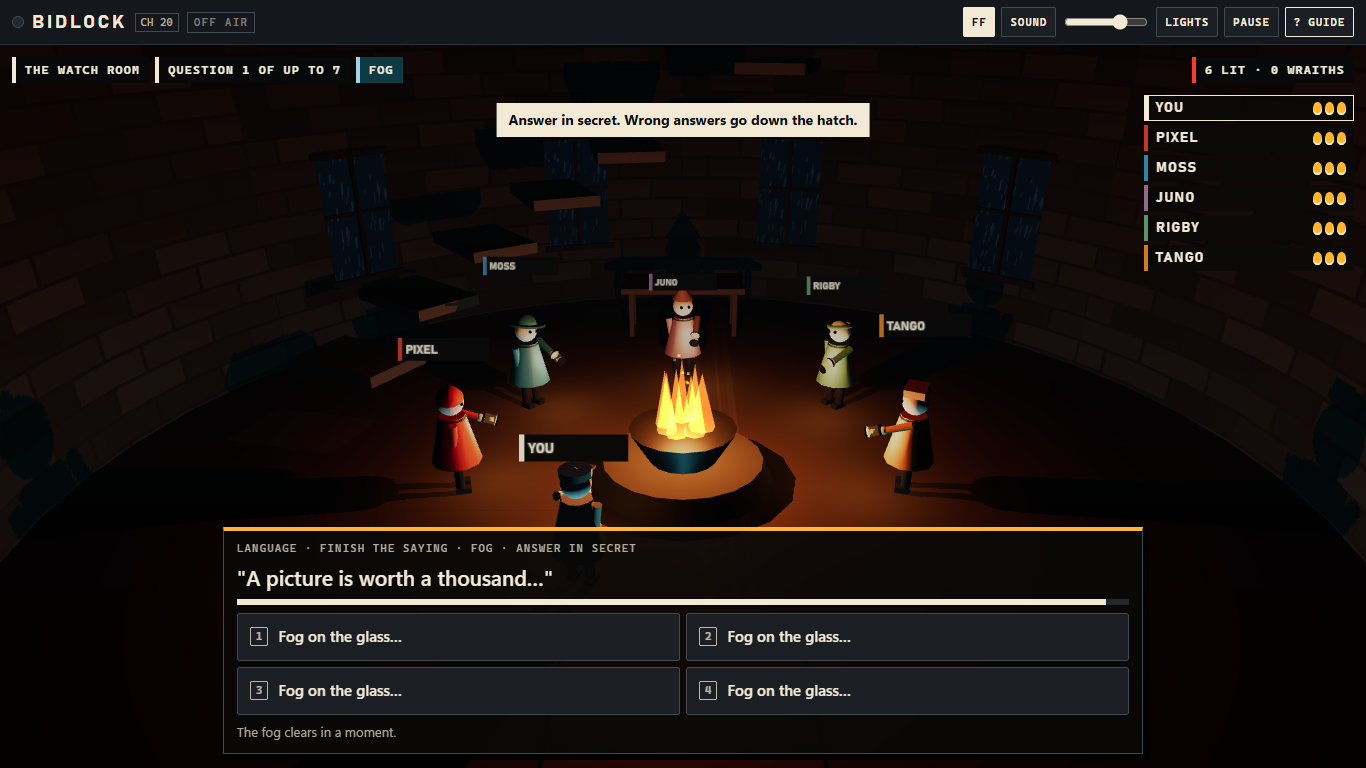 BIDLOCK CH 20 OFF AIR FF SOUND LIGHTS PAUSE ? GUIDE
THE WATCH ROOM QUESTION 1 OF UP TO 7 FOG 6 LIT · 0 WRAITHS
Answer in secret. Wrong answers go down the hatch.
YOU
PIXEL
MOSS
JUNO
RIGBY
TANGO
MOSS
JUNO
RIGBY
TANGO
PIXEL
YOU
LANGUAGE · FINISH THE SAYING · FOG · ANSWER IN SECRET
"A picture is worth a thousand..."
1 Fog on the glass...
2 Fog on the glass...
3 Fog on the glass...
4 Fog on the glass...
The fog clears in a moment.